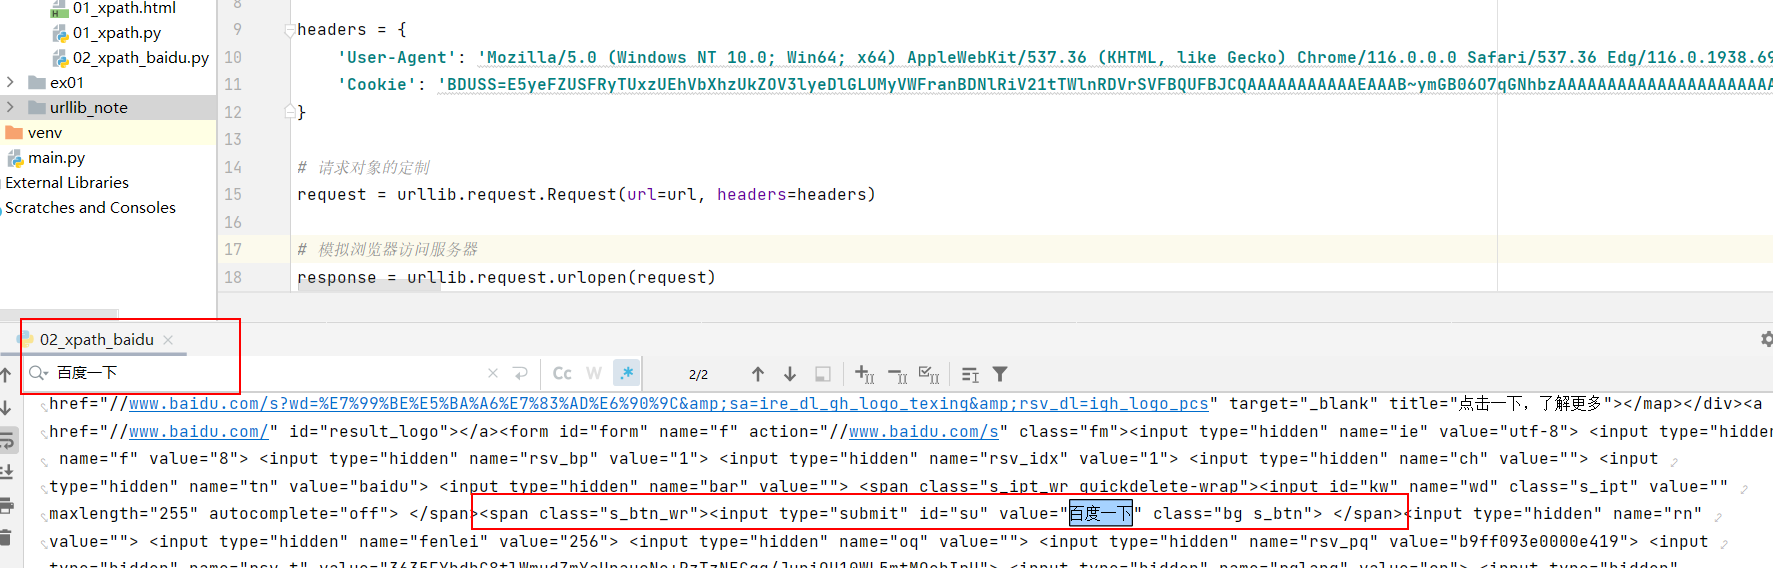 01_xpath.html
01_xpath.py
02_xpath_baidu.py
ex01
urllib_note
venv
main.py
External Libraries
Scratches and Consoles
8
9 headers = {
10 'User-Agent': 'Mozilla/5.0 (Windows NT 10.0; Win64; x64) AppleWebKit/537.36 (KHTML, like Gecko) Chrome/116.0.0.0 Safari/537.36 Edg/116.0.1938.69
11 'Cookie': 'BDUSS=E5yeFZUSFRyTUxzUEhVbXhzUkZOV3lyeDlGLUMyVWFranBDNlRiV21tTWlnRDVrSVFBQUFBJCQAAAAAAAAAAAEAAAB~ymGB06O7qGNhbzAAAAAAAAAAAAAAAAAAAAAA
12 }
13
14 # 请求对象的定制
15 request = urllib.request.Request(url=url, headers=headers)
16
17 # 模拟浏览器访问服务器
18 response = urllib.request.urlopen(request)
02_xpath_baidu
百度一下
Cc W .* 2/2
href="//www.baidu.com/s?wd=%E7%99%BE%E5%BA%A6%E7%83%AD%E6%90%9C&amp;sa=ire_dl_gh_logo_texing&amp;rsv_dl=igh_logo_pcs" target="_blank" title="点击一下，了解更多"></map></div><a
href="//www.baidu.com/" id="result_logo"></a><form id="form" name="f" action="//www.baidu.com/s" class="fm"><input type="hidden" name="ie" value="utf-8"> <input type="hidden
name="f" value="8"> <input type="hidden" name="rsv_bp" value="1"> <input type="hidden" name="rsv_idx" value="1"> <input type="hidden" name="ch" value=""> <input
type="hidden" name="tn" value="baidu"> <input type="hidden" name="bar" value=""> <span class="s_ipt_wr quickdelete-wrap"><input id="kw" name="wd" class="s_ipt" value=""
maxlength="255" autocomplete="off"> </span><span class="s_btn_wr"><input type="submit" id="su" value="百度一下" class="bg s_btn"> </span><input type="hidden" name="rn"
value=""> <input type="hidden" name="fenlei" value="256"> <input type="hidden" name="oq" value=""> <input type="hidden" name="rsv_pq" value="b9ff093e0000e419"> <input